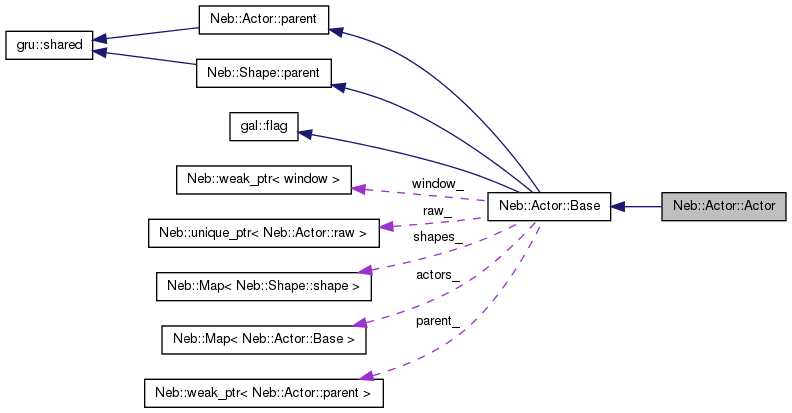 Neb::Actor::parent
gru::shared
Neb::Shape::parent
gal::flag
Neb::weak_ptr< window >
window_
Neb::Actor::Base
Neb::Actor::Actor
raw_
Neb::unique_ptr< Neb::Actor::raw >
shapes_
Neb::Map< Neb::Shape::shape >
actors_
Neb::Map< Neb::Actor::Base >
parent_
Neb::weak_ptr< Neb::Actor::parent >